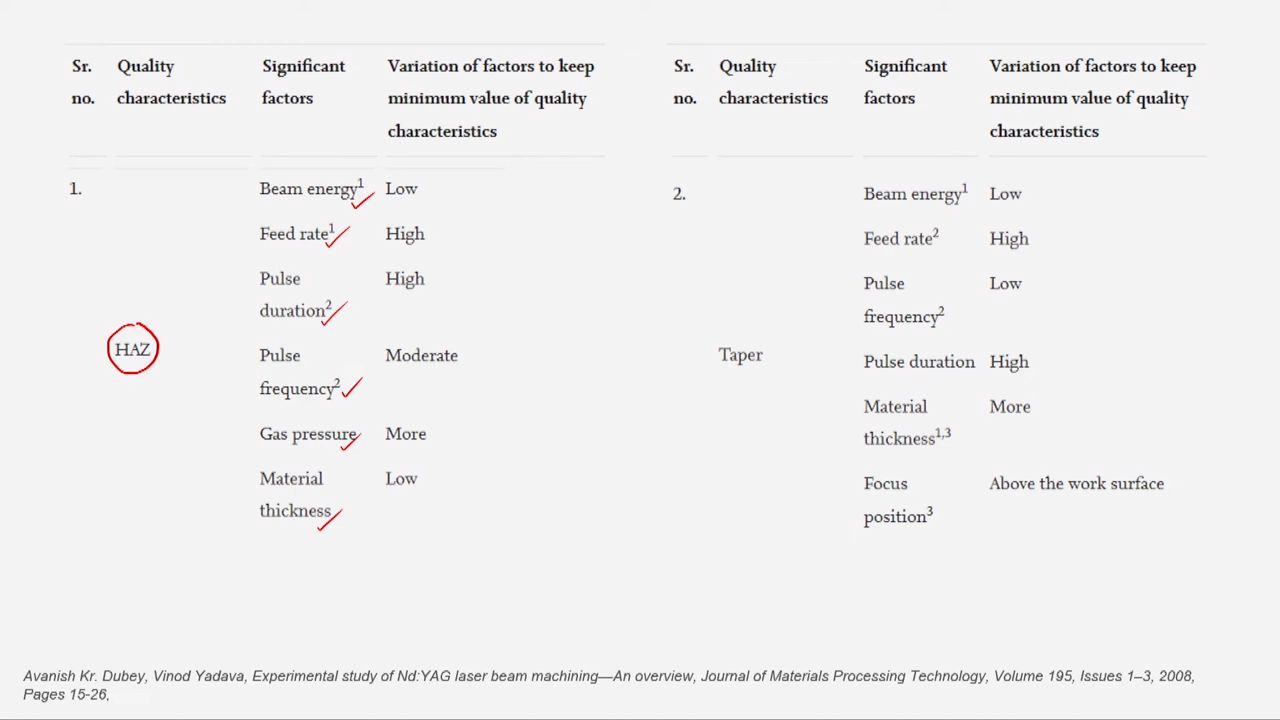 Sr. Quality Significant Variation of factors to keep
no. characteristics factors minimum value of quality
characteristics
1. Beam energy¹ Low
Feed rate¹ High
Pulse High
duration²
HAZ
Pulse Moderate
frequency²
Gas pressure More
Material Low
thickness
Sr. Quality Significant Variation of factors to keep
no. characteristics factors minimum value of quality
characteristics
2. Beam energy¹ Low
Feed rate² High
Pulse Low
frequency²
Taper
Pulse duration High
Material More
thickness¹,³
Focus Above the work surface
position³
Avanish Kr. Dubey, Vinod Yadava, Experimental study of Nd:YAG laser beam machining—An overview, Journal of Materials Processing Technology, Volume 195, Issues 1–3, 2008,
Pages 15-26,